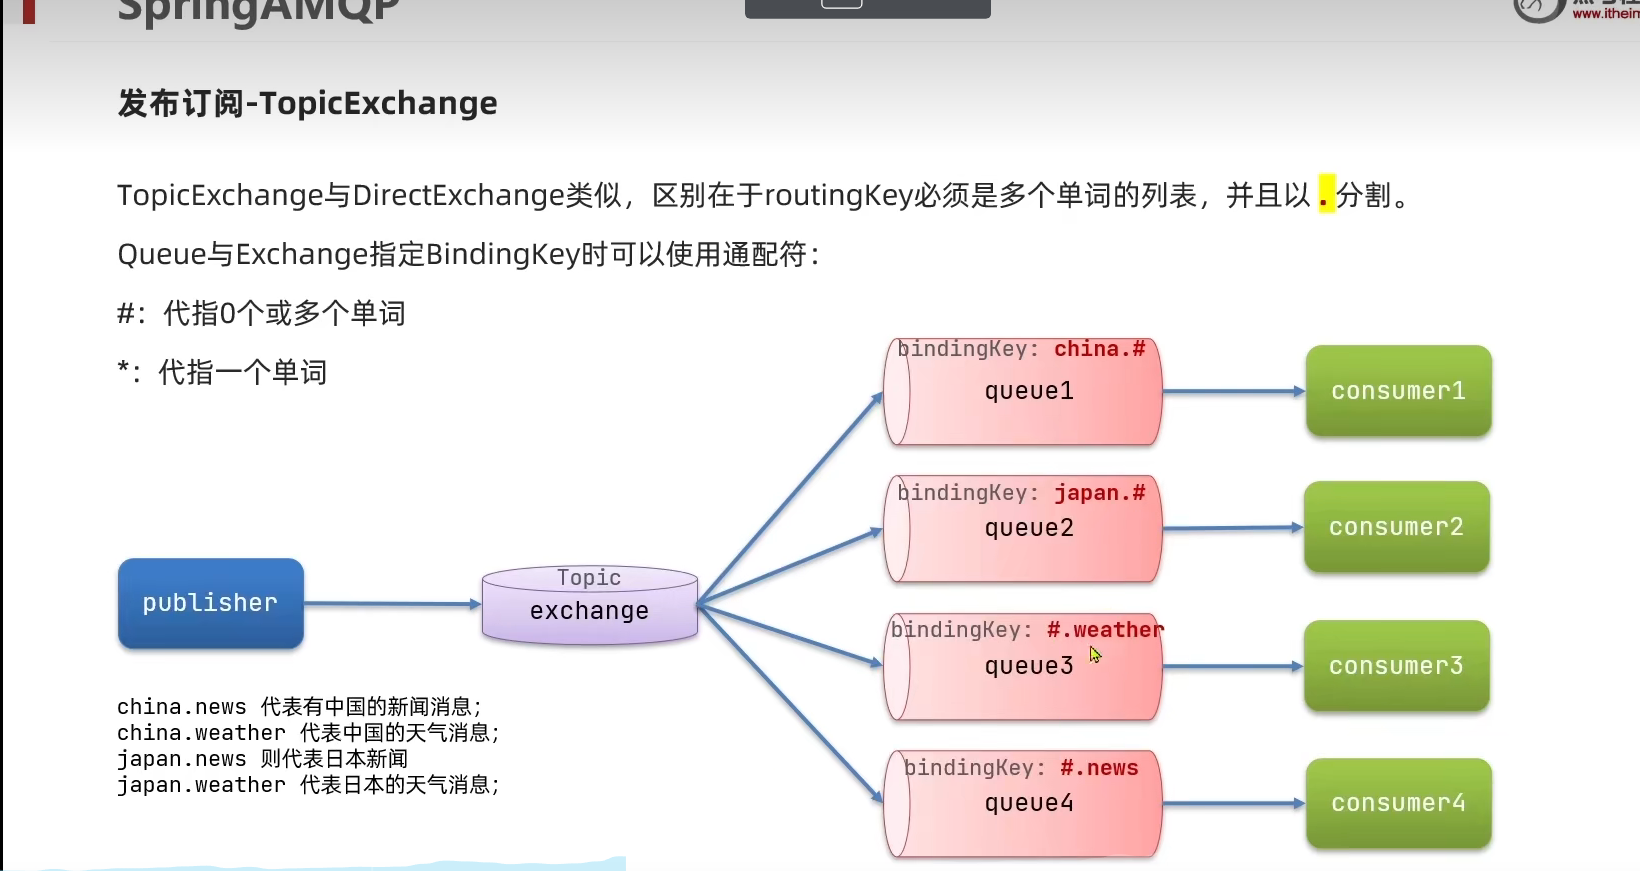 SpringAMQP
www.itheim
发布订阅-TopicExchange
TopicExchange与DirectExchange类似，区别在于routingKey必须是多个单词的列表，并且以 . 分割。
Queue与Exchange指定BindingKey时可以使用通配符：
#：代指0个或多个单词
*：代指一个单词
bindingKey: china.#
queue1
consumer1
bindingKey: japan.#
queue2
consumer2
publisher
Topic
exchange
bindingKey: #.weather
queue3
consumer3
bindingKey: #.news
queue4
consumer4
china.news 代表有中国的新闻消息；
china.weather 代表中国的天气消息；
japan.news 则代表日本新闻
japan.weather 代表日本的天气消息；